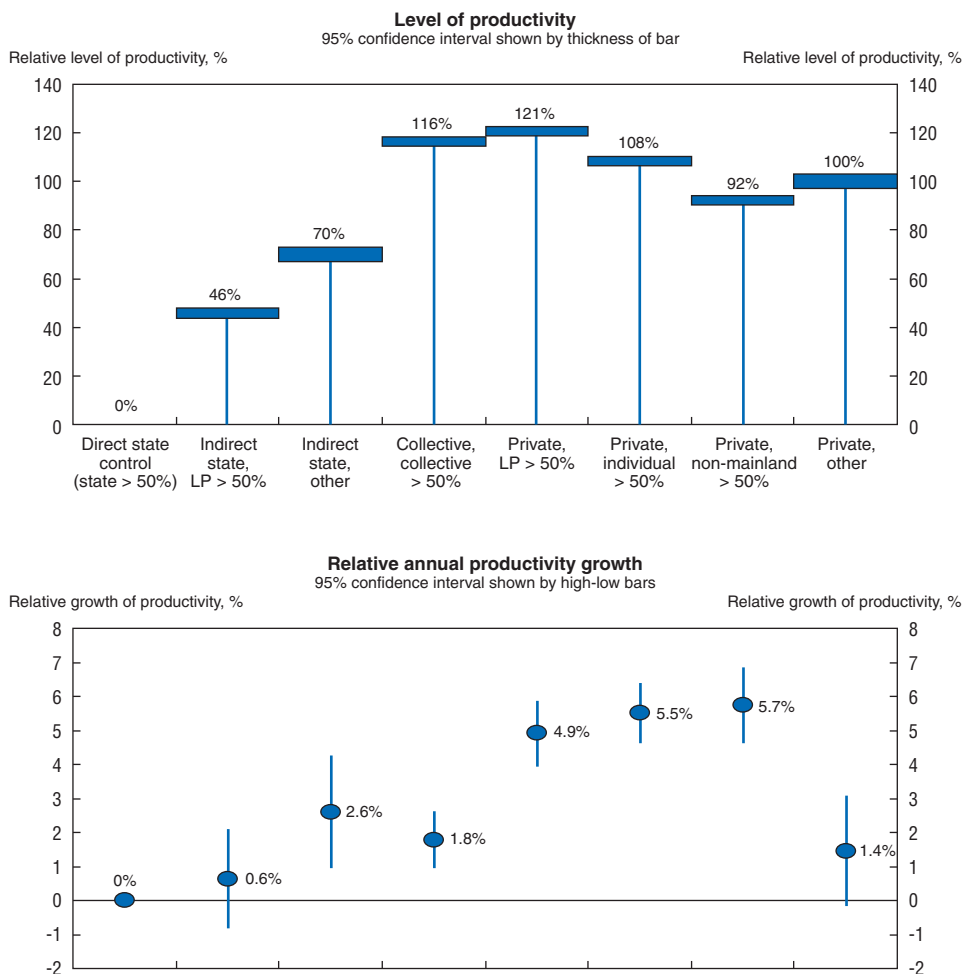 Level of productivity
95% confidence interval shown by thickness of bar
Relative level of productivity, % Relative level of productivity, %
140 140
120 120
100 100
80 80
60 60
40 40
20 20
0 0
0%
46%
70%
116%
121%
108%
92%
100%
Direct state control (state > 50%)
Indirect state, LP > 50%
Indirect state, other
Collective, collective > 50%
Private, LP > 50%
Private, individual > 50%
Private, non-mainland > 50%
Private, other
Relative annual productivity growth
95% confidence interval shown by high-low bars
Relative growth of productivity, % Relative growth of productivity, %
8 8
7 7
6 6
5 5
4 4
3 3
2 2
1 1
0 0
-1 -1
-2 -2
0%
0.6%
2.6%
1.8%
4.9%
5.5%
5.7%
1.4%